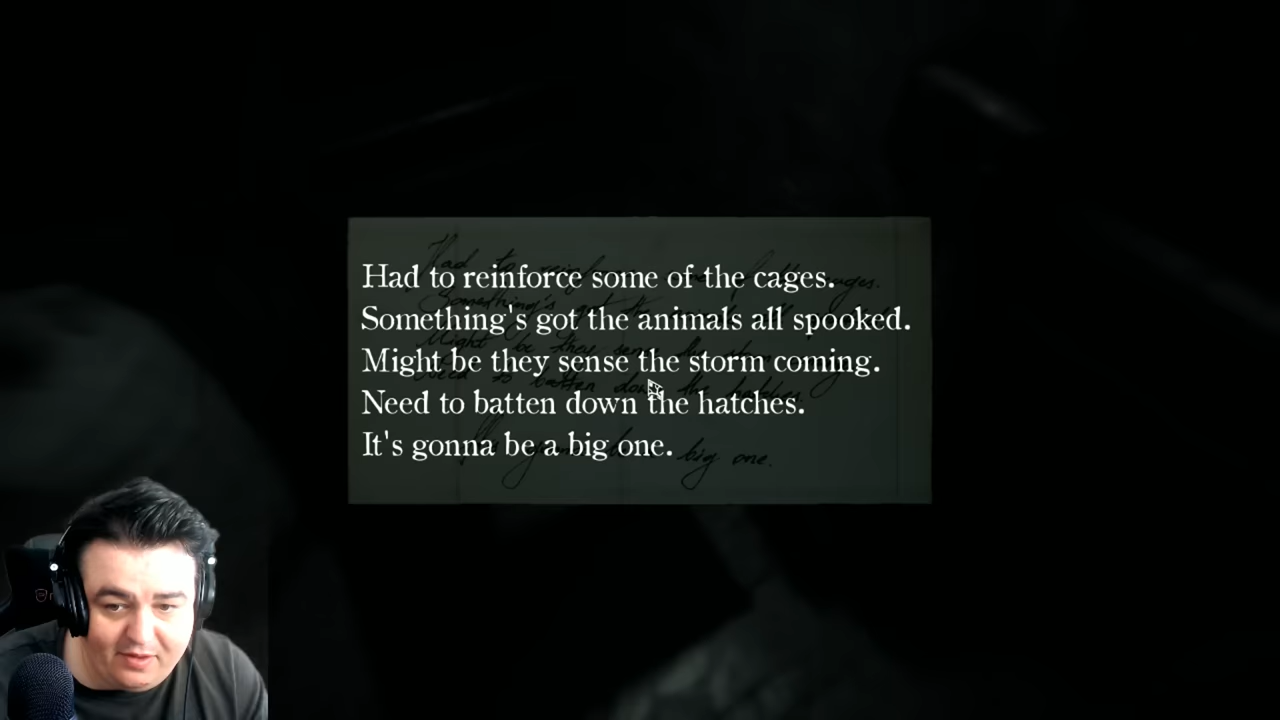 Had to reinforce some of the cages.
Something's got the animals all spooked.
Might be they sense the storm coming.
Need to batten down the hatches.
It's gonna be a big one.